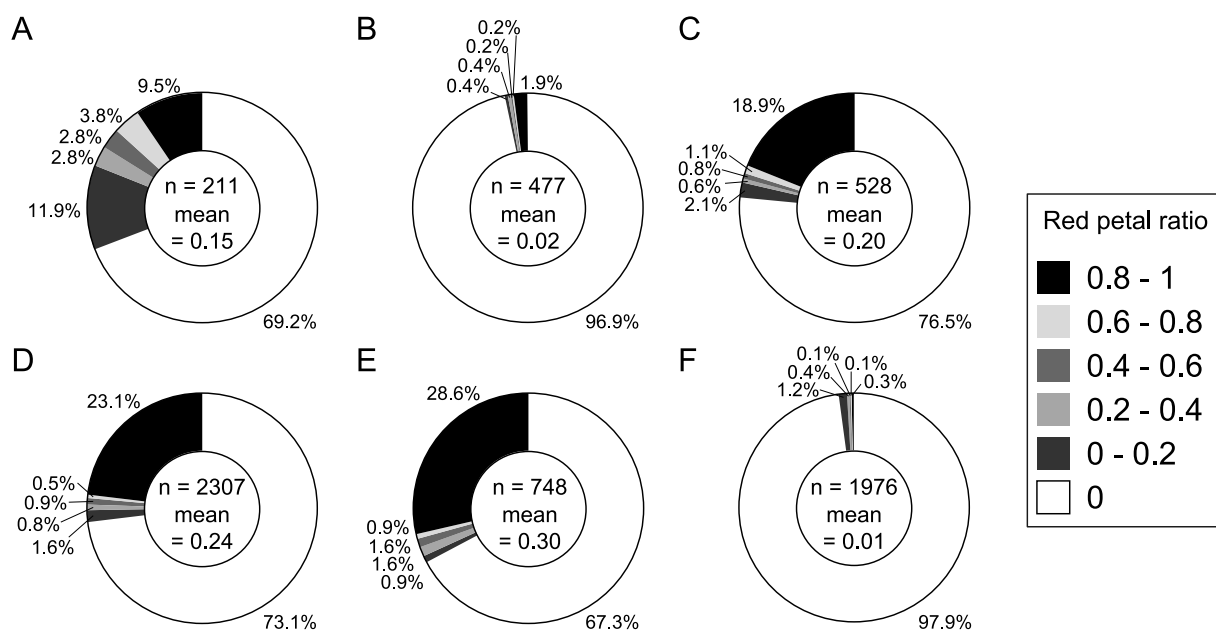 A
9.5%
3.8%
2.8%
2.8%
11.9%
n = 211
mean
= 0.15
69.2%
B
0.2%
0.2%
0.4%
0.4%
1.9%
n = 477
mean
= 0.02
96.9%
C
18.9%
1.1%
0.8%
0.6%
2.1%
n = 528
mean
= 0.20
76.5%
D
23.1%
0.5%
0.9%
0.8%
1.6%
n = 2307
mean
= 0.24
73.1%
E
28.6%
0.9%
1.6%
1.6%
0.9%
n = 748
mean
= 0.30
67.3%
F
0.1%
0.4%
1.2%
0.1%
0.3%
n = 1976
mean
= 0.01
97.9%
Red petal ratio
0.8 - 1
0.6 - 0.8
0.4 - 0.6
0.2 - 0.4
0 - 0.2
0